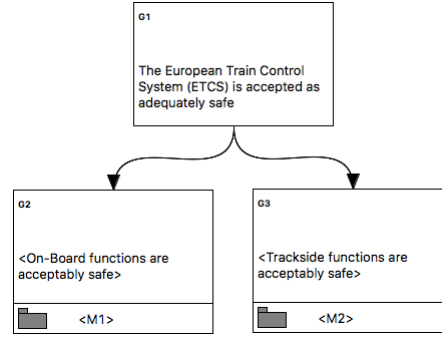 G1
The European Train Control
System (ETCS) is accepted as
adequately safe
G2
<On-Board functions are
acceptably safe>
<M1>
G3
<Trackside functions are
acceptably safe>
<M2>